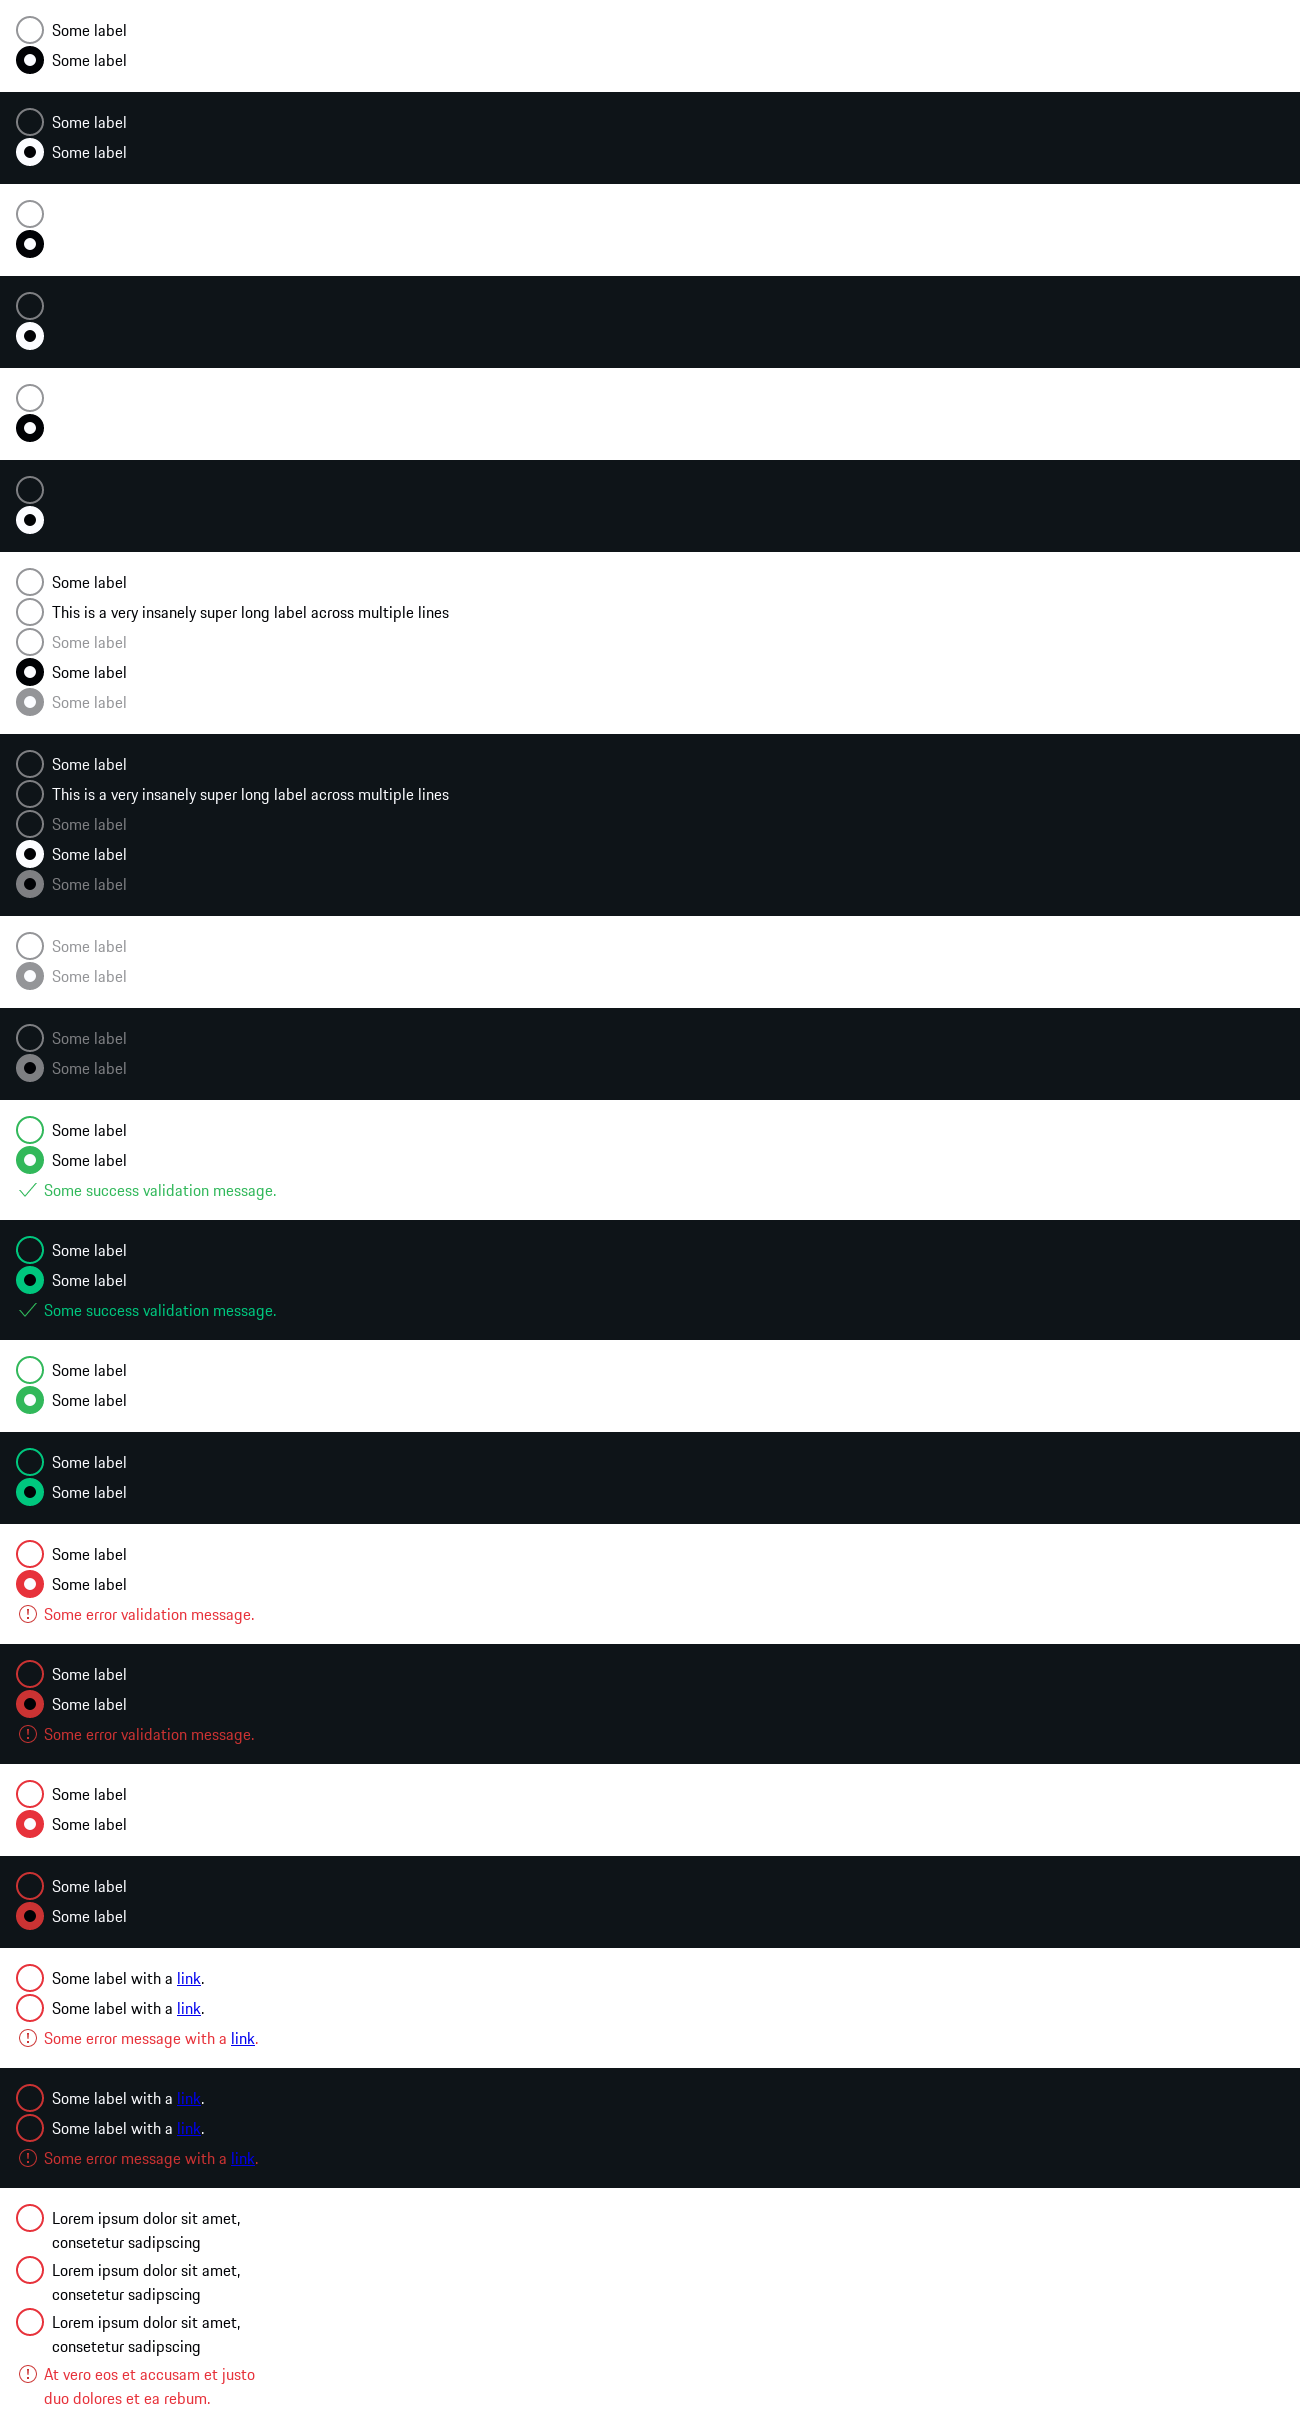 Some label
Some label
Some label
Some label
Some label
This is a very insanely super long label across multiple lines
Some label
Some label
Some label
Some label
This is a very insanely super long label across multiple lines
Some label
Some label
Some label
Some label
Some label
Some label
Some label
Some label
Some label
Some success validation message.
Some label
Some label
Some success validation message.
Some label
Some label
Some label
Some label
Some label
Some label
Some error validation message.
Some label
Some label
Some error validation message.
Some label
Some label
Some label
Some label
Some label with a link.
Some label with a link.
Some error message with a link.
Some label with a link.
Some label with a link.
Some error message with a link.
Lorem ipsum dolor sit amet,
consetetur sadipscing
Lorem ipsum dolor sit amet,
consetetur sadipscing
Lorem ipsum dolor sit amet,
consetetur sadipscing
At vero eos et accusam et justo
duo dolores et ea rebum.